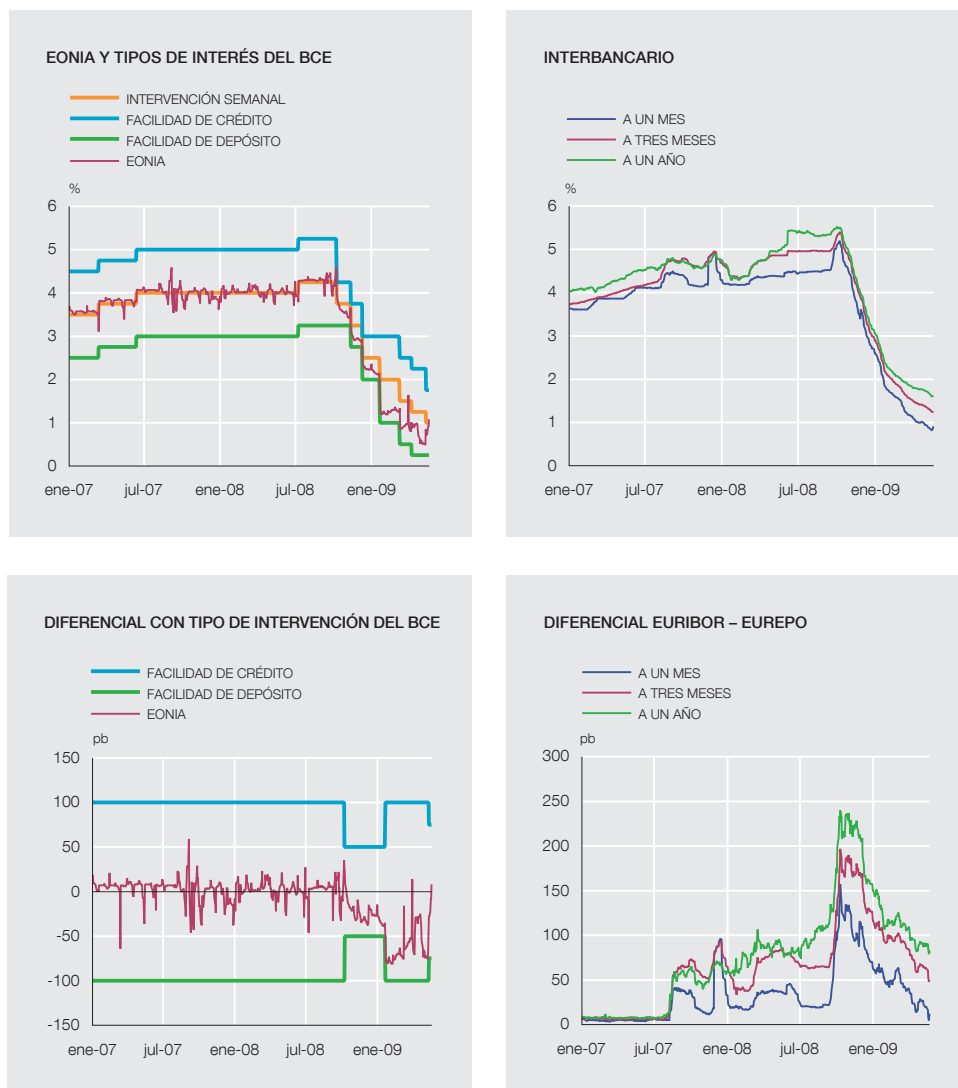 EONIA Y TIPOS DE INTERÉS DEL BCE
INTERVENCIÓN SEMANAL
FACILIDAD DE CRÉDITO
FACILIDAD DE DEPÓSITO
EONIA
%
6
5
4
3
2
1
0
ene-07 jul-07 ene-08 jul-08 ene-09
INTERBANCARIO
A UN MES
A TRES MESES
A UN AÑO
%
6
5
4
3
2
1
0
ene-07 jul-07 ene-08 jul-08 ene-09
DIFERENCIAL CON TIPO DE INTERVENCIÓN DEL BCE
FACILIDAD DE CRÉDITO
FACILIDAD DE DEPÓSITO
EONIA
pb
150
100
50
0
-50
-100
-150
ene-07 jul-07 ene-08 jul-08 ene-09
DIFERENCIAL EURIBOR – EUREPO
A UN MES
A TRES MESES
A UN AÑO
pb
300
250
200
150
100
50
0
ene-07 jul-07 ene-08 jul-08 ene-09